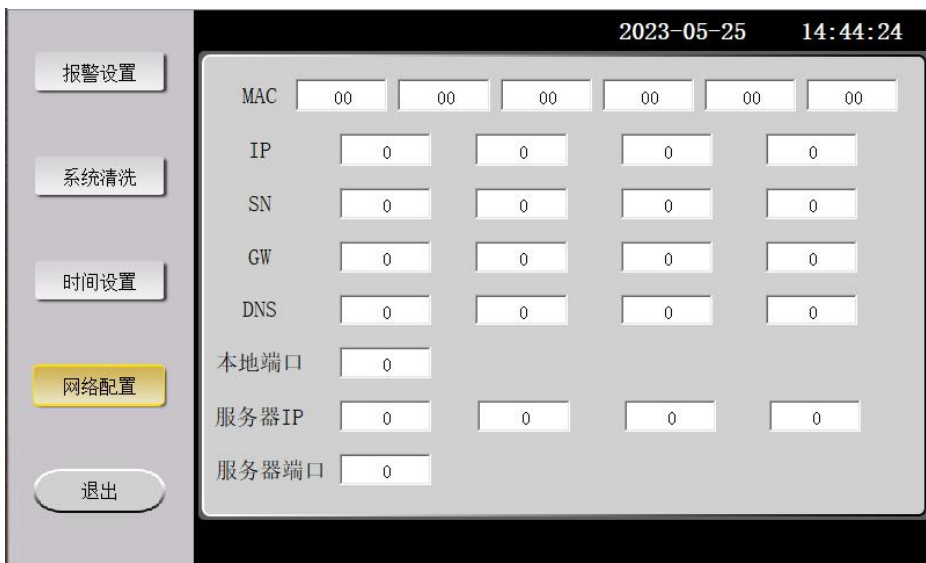 2023-05-25 14:44:24
报警设置
系统清洗
时间设置
网络配置
退出
MAC 00 00 00 00 00 00
IP 0 0 0 0
SN 0 0 0 0
GW 0 0 0 0
DNS 0 0 0 0
本地端口 0
服务器IP 0 0 0 0
服务器端口 0